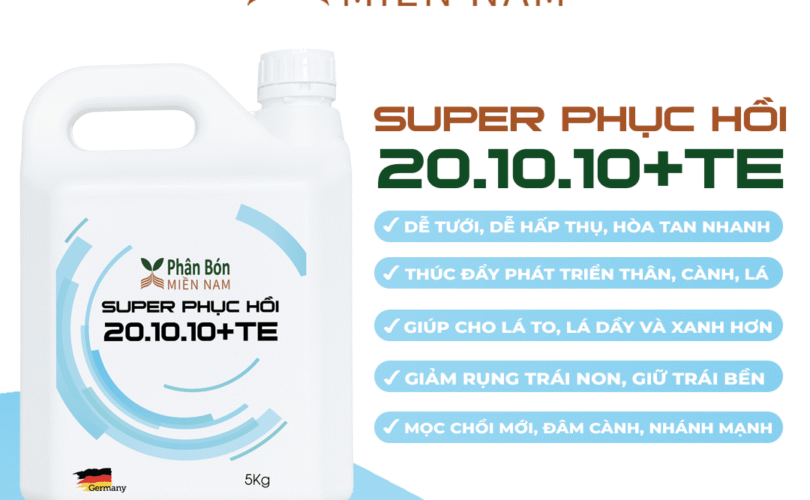 MIỀN NAM
SUPER PHỤC HỒI
20.10.10+TE
✓ DỄ TƯỚI, DỄ HẤP THỤ, HÒA TAN NHANH
✓ THÚC ĐẨY PHÁT TRIỂN THÂN, CÀNH, LÁ
✓ GIÚP CHO LÁ TO, LÁ DẦY VÀ XANH HƠN
✓ GIẢM RỤNG TRÁI NON, GIỮ TRÁI BỀN
✓ MỌC CHỒI MỚI, ĐÂM CÀNH, NHÁNH MẠNH
Phân Bón
MIỀN NAM
SUPER PHỤC HỒI
20.10.10+TE
Germany
5Kg